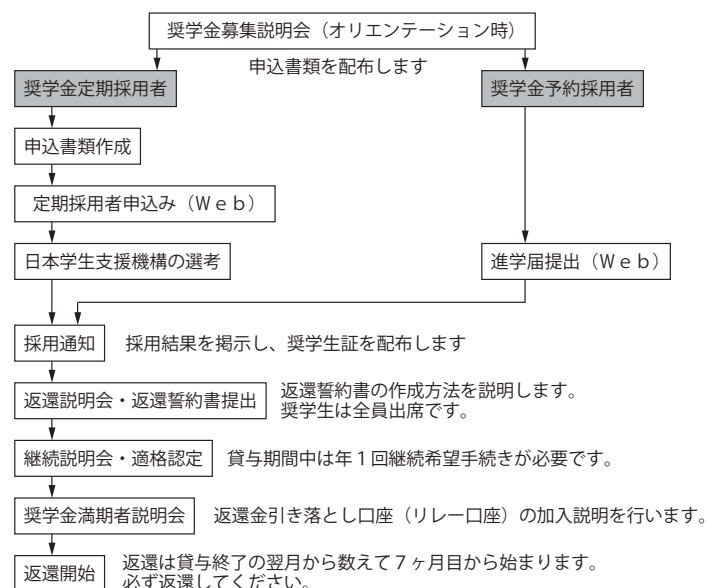 奨学金募集説明会（オリエンテーション時）
申込書類を配布します
奨学金定期採用者
奨学金予約採用者
申込書類作成
定期採用者申込み（Ｗｅｂ）
日本学生支援機構の選考
進学届提出（Ｗｅｂ）
採用通知
採用結果を掲示し、奨学生証を配布します
返還説明会・返還誓約書提出
返還誓約書の作成方法を説明します。
奨学生は全員出席です。
継続説明会・適格認定
貸与期間中は年１回継続希望手続きが必要です。
奨学金満期者説明会
返還金引き落とし口座（リレー口座）の加入説明を行います。
返還開始
返還は貸与終了の翌月から数えて７ヶ月目から始まります。
必ず返還してください。